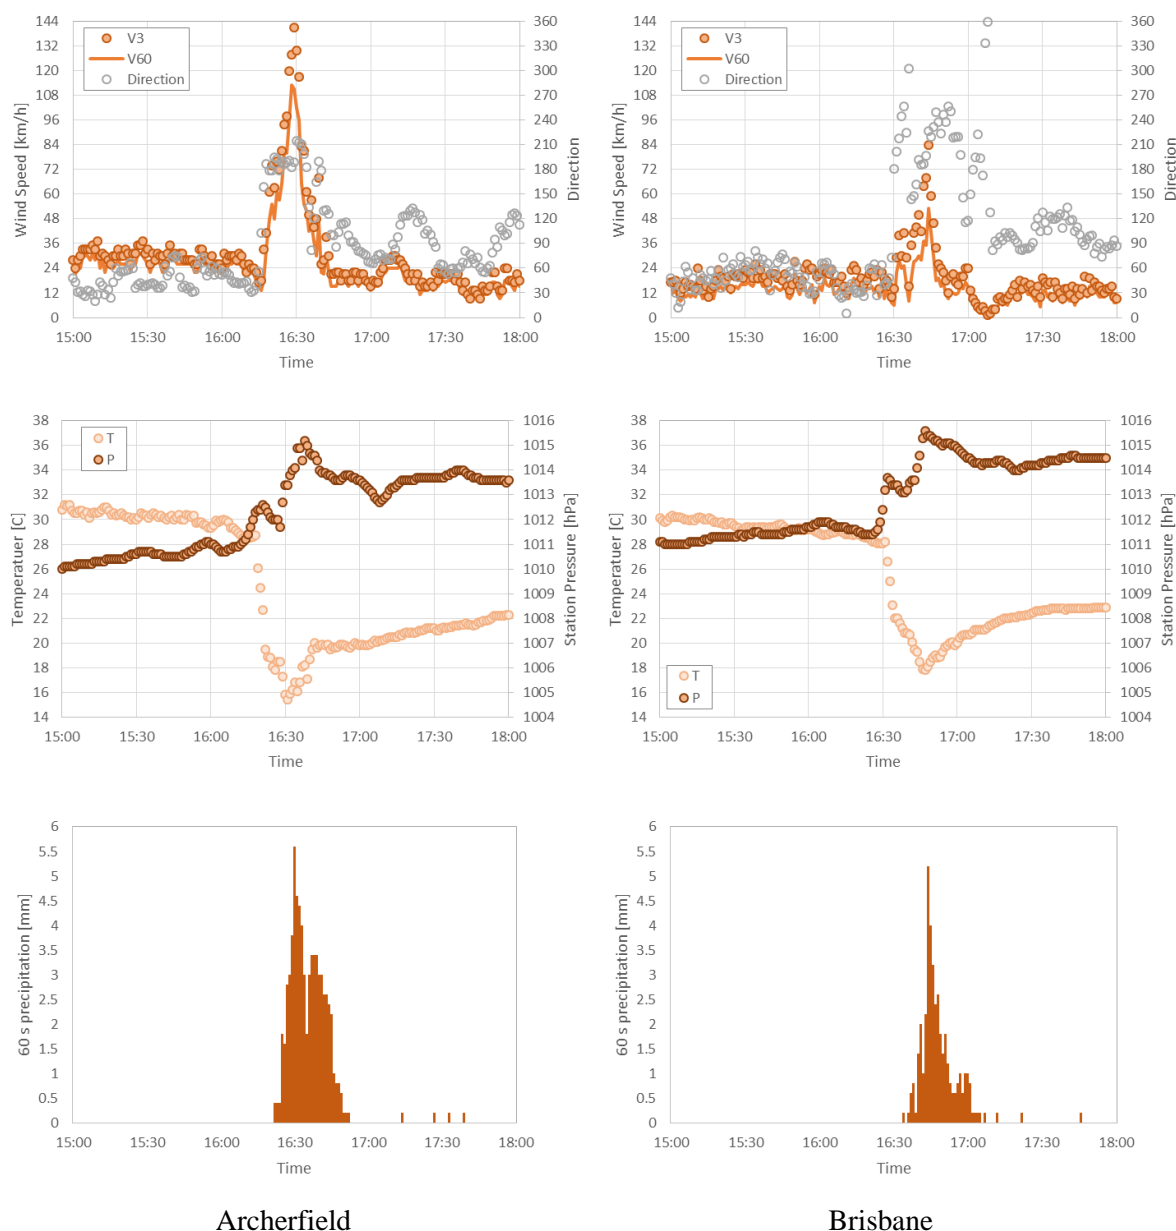 144 132 120 108 96 84 72 60 48 36 24 12 0
Wind Speed [km/h]
V3
V60
Direction
360 330 300 270 240 210 180 150 120 90 60 30 0
Direction
15:00 15:30 16:00 16:30 17:00 17:30 18:00
Time
144 132 120 108 96 84 72 60 48 36 24 12 0
Wind Speed [km/h]
V3
V60
Direction
360 330 300 270 240 210 180 150 120 90 60 30 0
Direction
15:00 15:30 16:00 16:30 17:00 17:30 18:00
Time
38 36 34 32 30 28 26 24 22 20 18 16 14
Temperatuer [C]
T
P
1016 1015 1014 1013 1012 1011 1010 1009 1008 1007 1006 1005 1004
Station Pressure [hPa]
15:00 15:30 16:00 16:30 17:00 17:30 18:00
Time
38 36 34 32 30 28 26 24 22 20 18 16 14
Temperatuer [C]
T
P
1016 1015 1014 1013 1012 1011 1010 1009 1008 1007 1006 1005 1004
Station Pressure [hPa]
15:00 15:30 16:00 16:30 17:00 17:30 18:00
Time
6 5.5 5 4.5 4 3.5 3 2.5 2 1.5 1 0.5 0
60 s precipitation [mm]
15:00 15:30 16:00 16:30 17:00 17:30 18:00
Time
6 5.5 5 4.5 4 3.5 3 2.5 2 1.5 1 0.5 0
60 s precipitation [mm]
15:00 15:30 16:00 16:30 17:00 17:30 18:00
Time
Archerfield
Brisbane